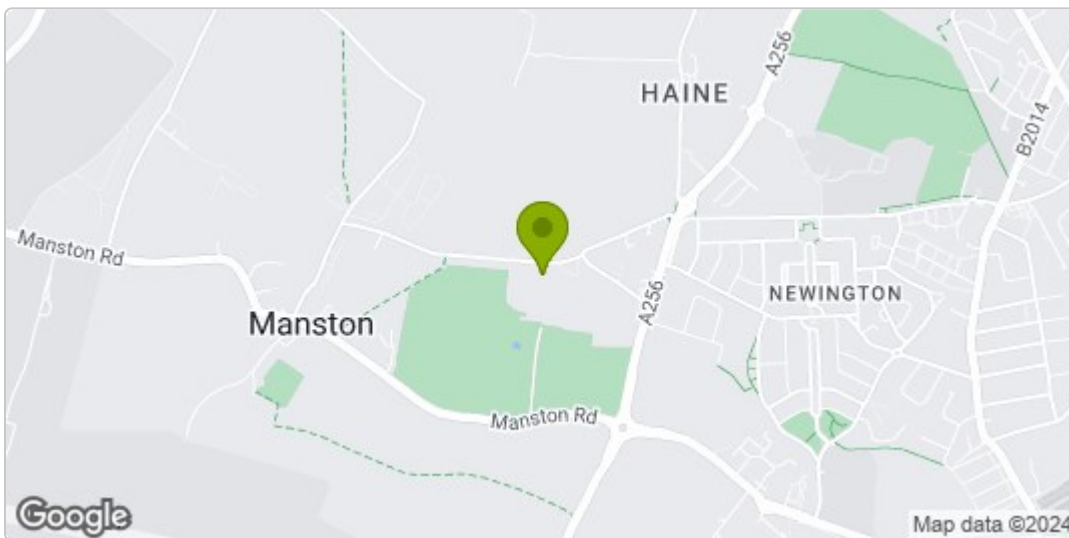 A256
HAINE
B2014
Manston Rd
NEWINGTON
A256
Manston
Manston Rd
Google
Map data ©2024